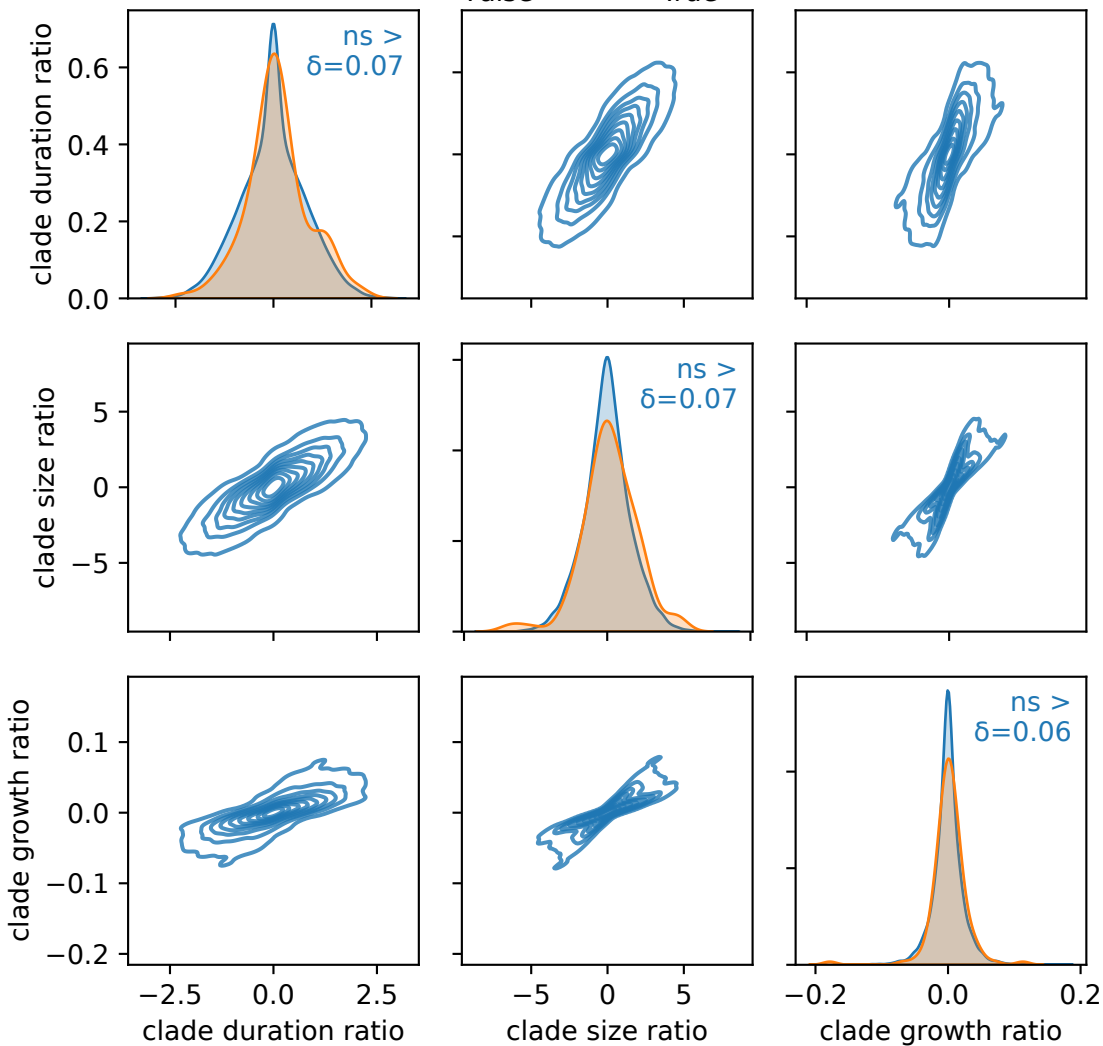 clade duration ratio
0.6
0.4
0.2
0.0
ns >
δ=0.07
clade size ratio
5
0
−5
ns >
δ=0.07
clade growth ratio
0.1
0.0
−0.1
−0.2
ns >
δ=0.06
−2.5 0.0 2.5
clade duration ratio
−5 0 5
clade size ratio
−0.2 0.0 0.2
clade growth ratio